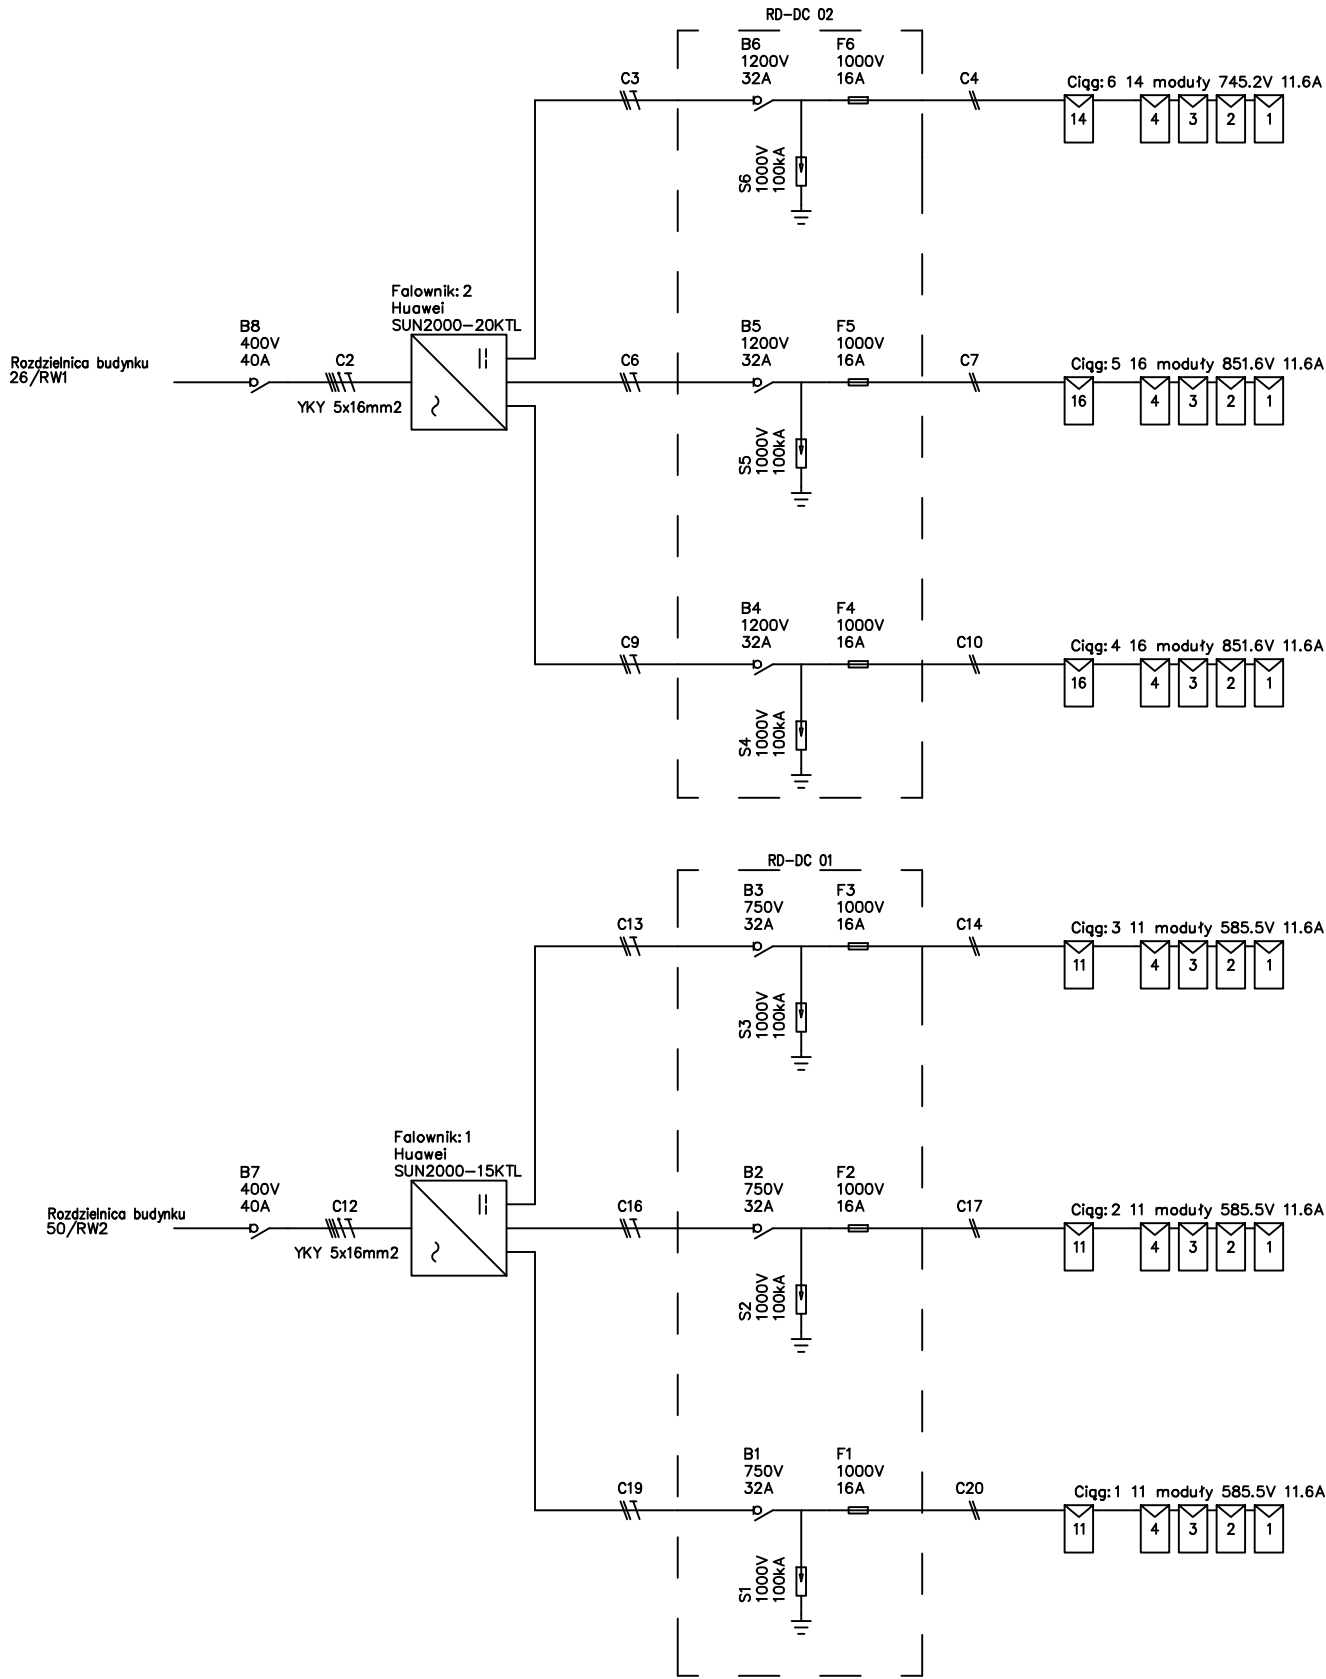 RD-DC 02
B6
1200V
32A
F6
1000V
16A
C3
C4
Ciąg: 6 14 moduły 745.2V 11.6A
14
4
3
2
1
S6
1000V
100kA
Falownik: 2
Huawei
SUN2000-20KTL
B8
400V
40A
C2
YKY 5x16mm2
Rozdzielnica budynku
26/RW1
C6
B5
1200V
32A
F5
1000V
16A
C7
Ciąg: 5 16 moduły 851.6V 11.6A
16
4
3
2
1
S5
1000V
100kA
C9
B4
1200V
32A
F4
1000V
16A
C10
Ciąg: 4 16 moduły 851.6V 11.6A
16
4
3
2
1
S4
1000V
100kA
RD-DC 01
B3
750V
32A
F3
1000V
16A
C13
C14
Ciąg: 3 11 moduły 585.5V 11.6A
11
4
3
2
1
S3
1000V
100kA
Falownik: 1
Huawei
SUN2000-15KTL
B7
400V
40A
C12
YKY 5x16mm2
Rozdzielnica budynku
50/RW2
C16
B2
750V
32A
F2
1000V
16A
C17
Ciąg: 2 11 moduły 585.5V 11.6A
11
4
3
2
1
S2
1000V
100kA
C19
B1
750V
32A
F1
1000V
16A
C20
Ciąg: 1 11 moduły 585.5V 11.6A
11
4
3
2
1
S1
1000V
100kA